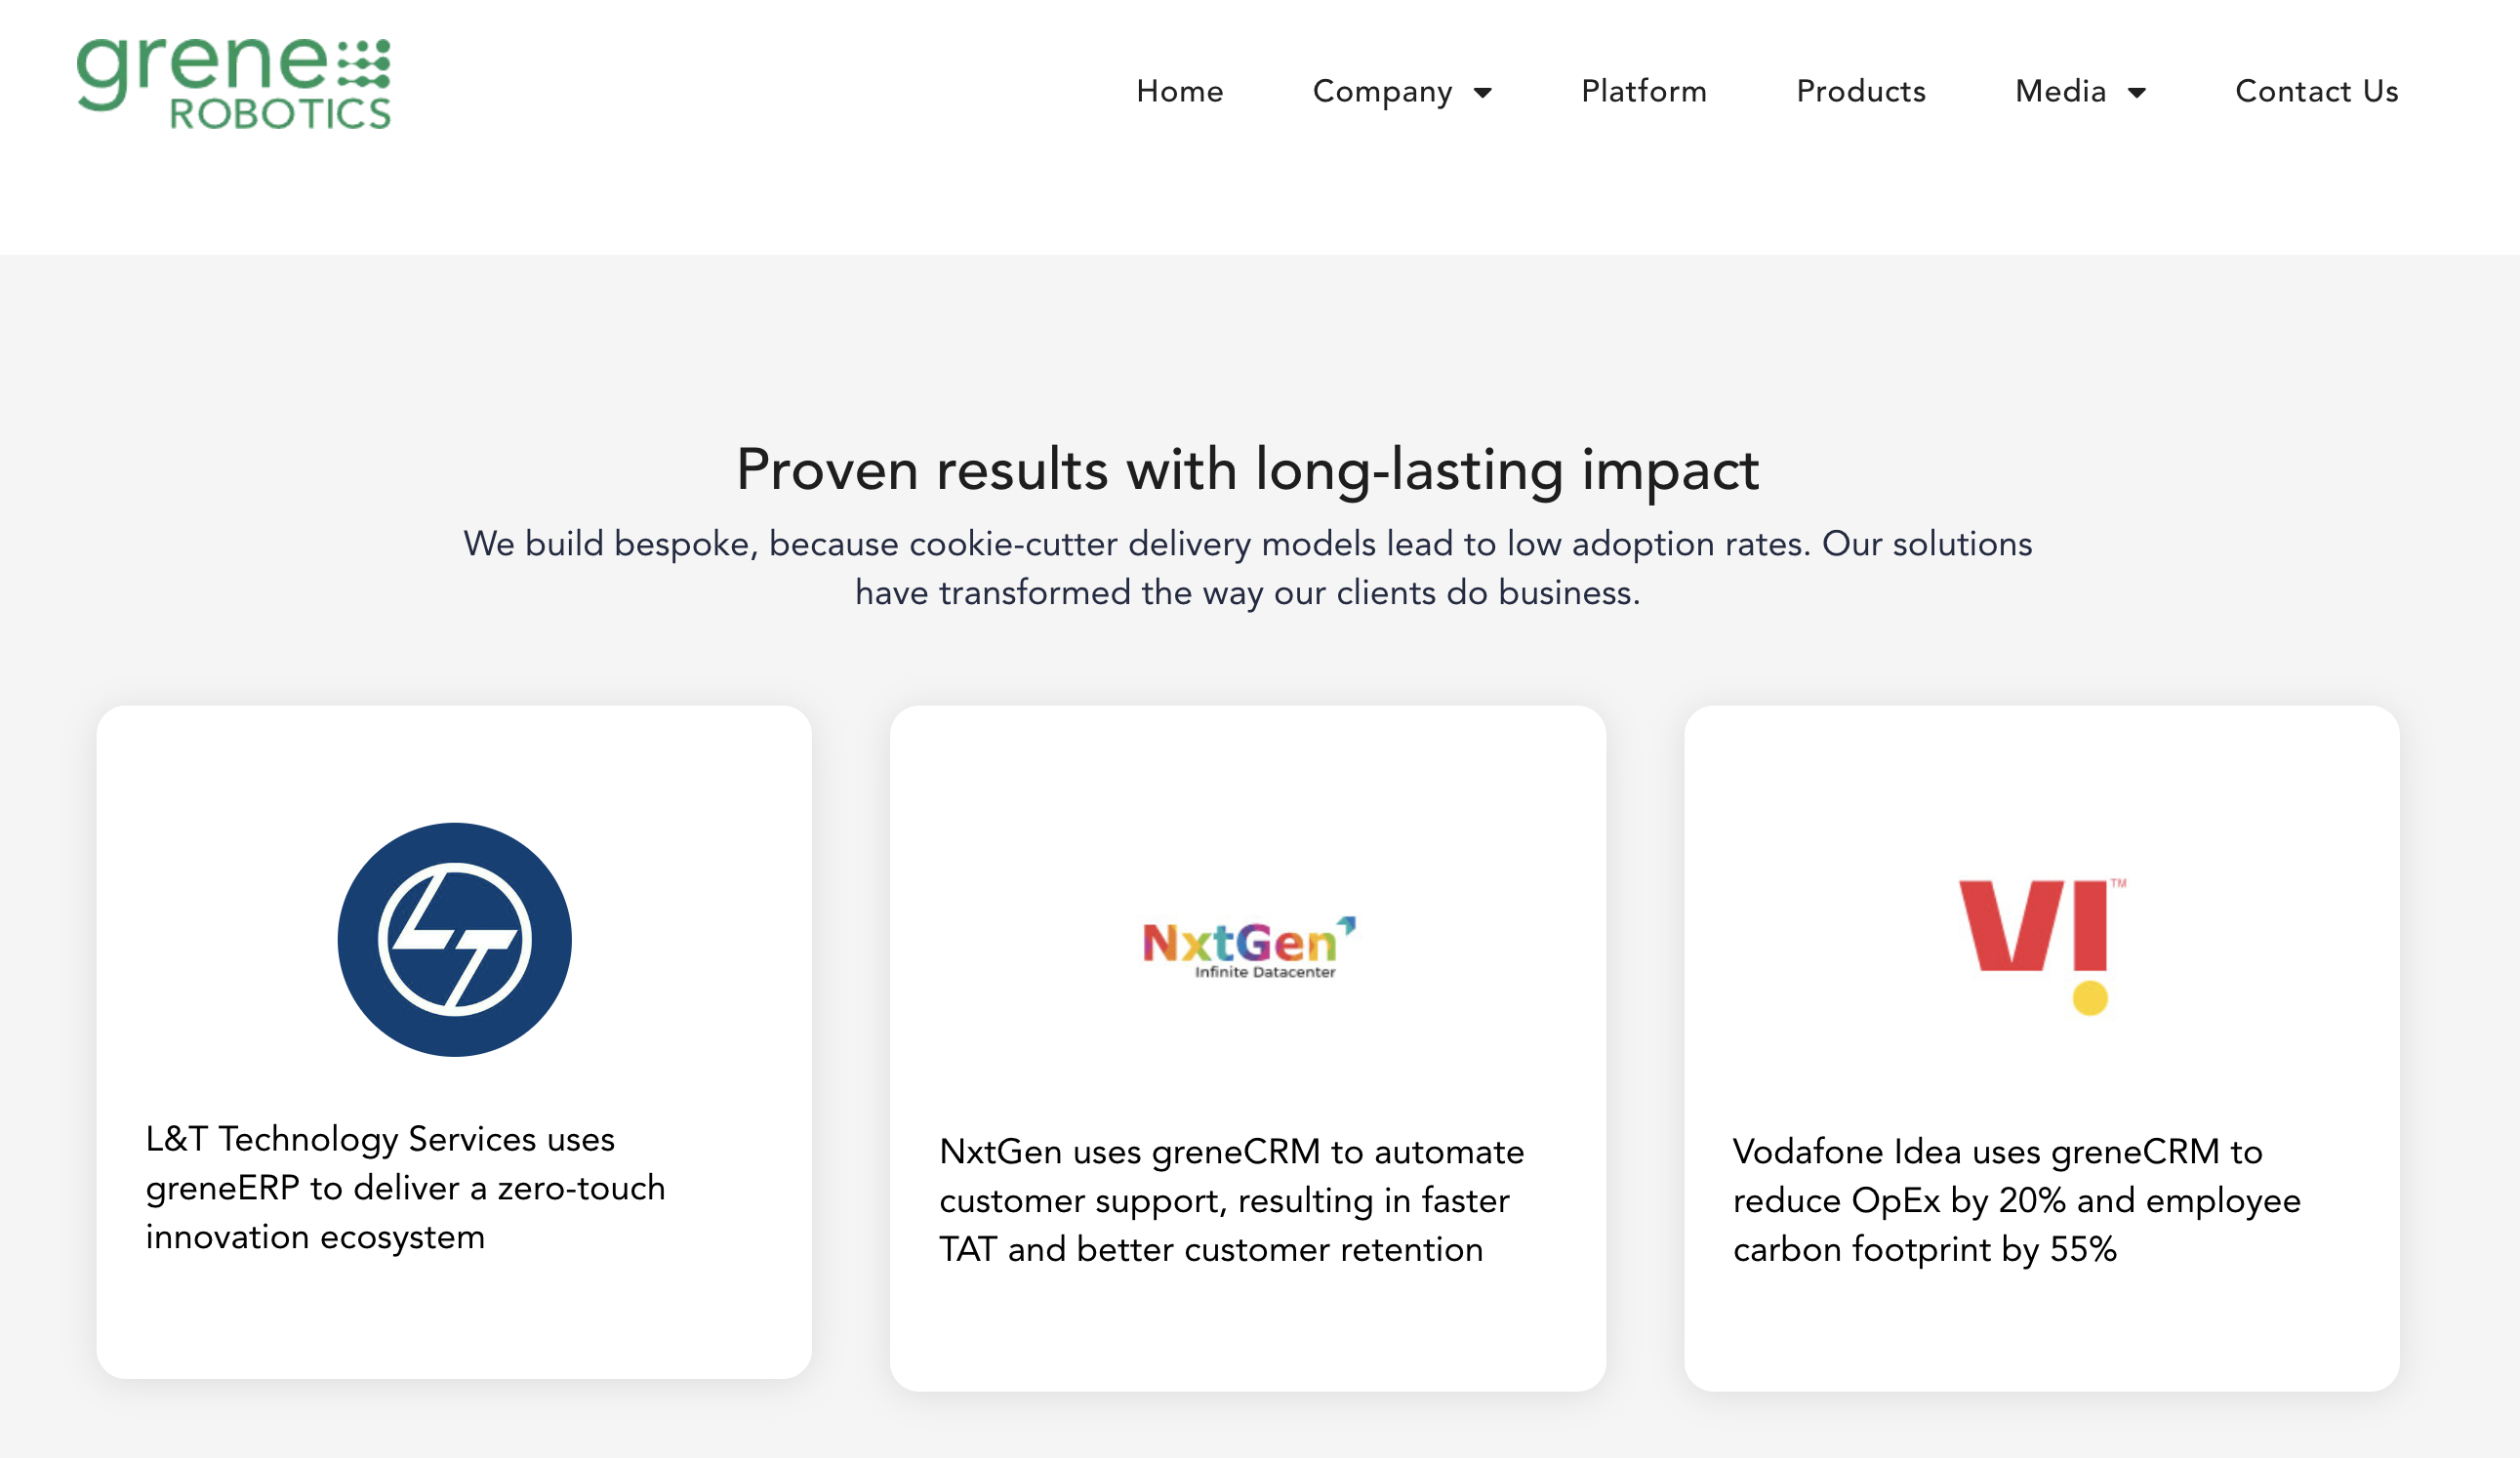 grene
ROBOTICS
Home Company Platform Products Media Contact Us
Proven results with long-lasting impact
We build bespoke, because cookie-cutter delivery models lead to low adoption rates. Our solutions
have transformed the way our clients do business.
LT
L&T Technology Services uses
greneERP to deliver a zero-touch
innovation ecosystem
NxtGen
Infinite Datacenter
NxtGen uses greneCRM to automate
customer support, resulting in faster
TAT and better customer retention
VI™
Vodafone Idea uses greneCRM to
reduce OpEx by 20% and employee
carbon footprint by 55%